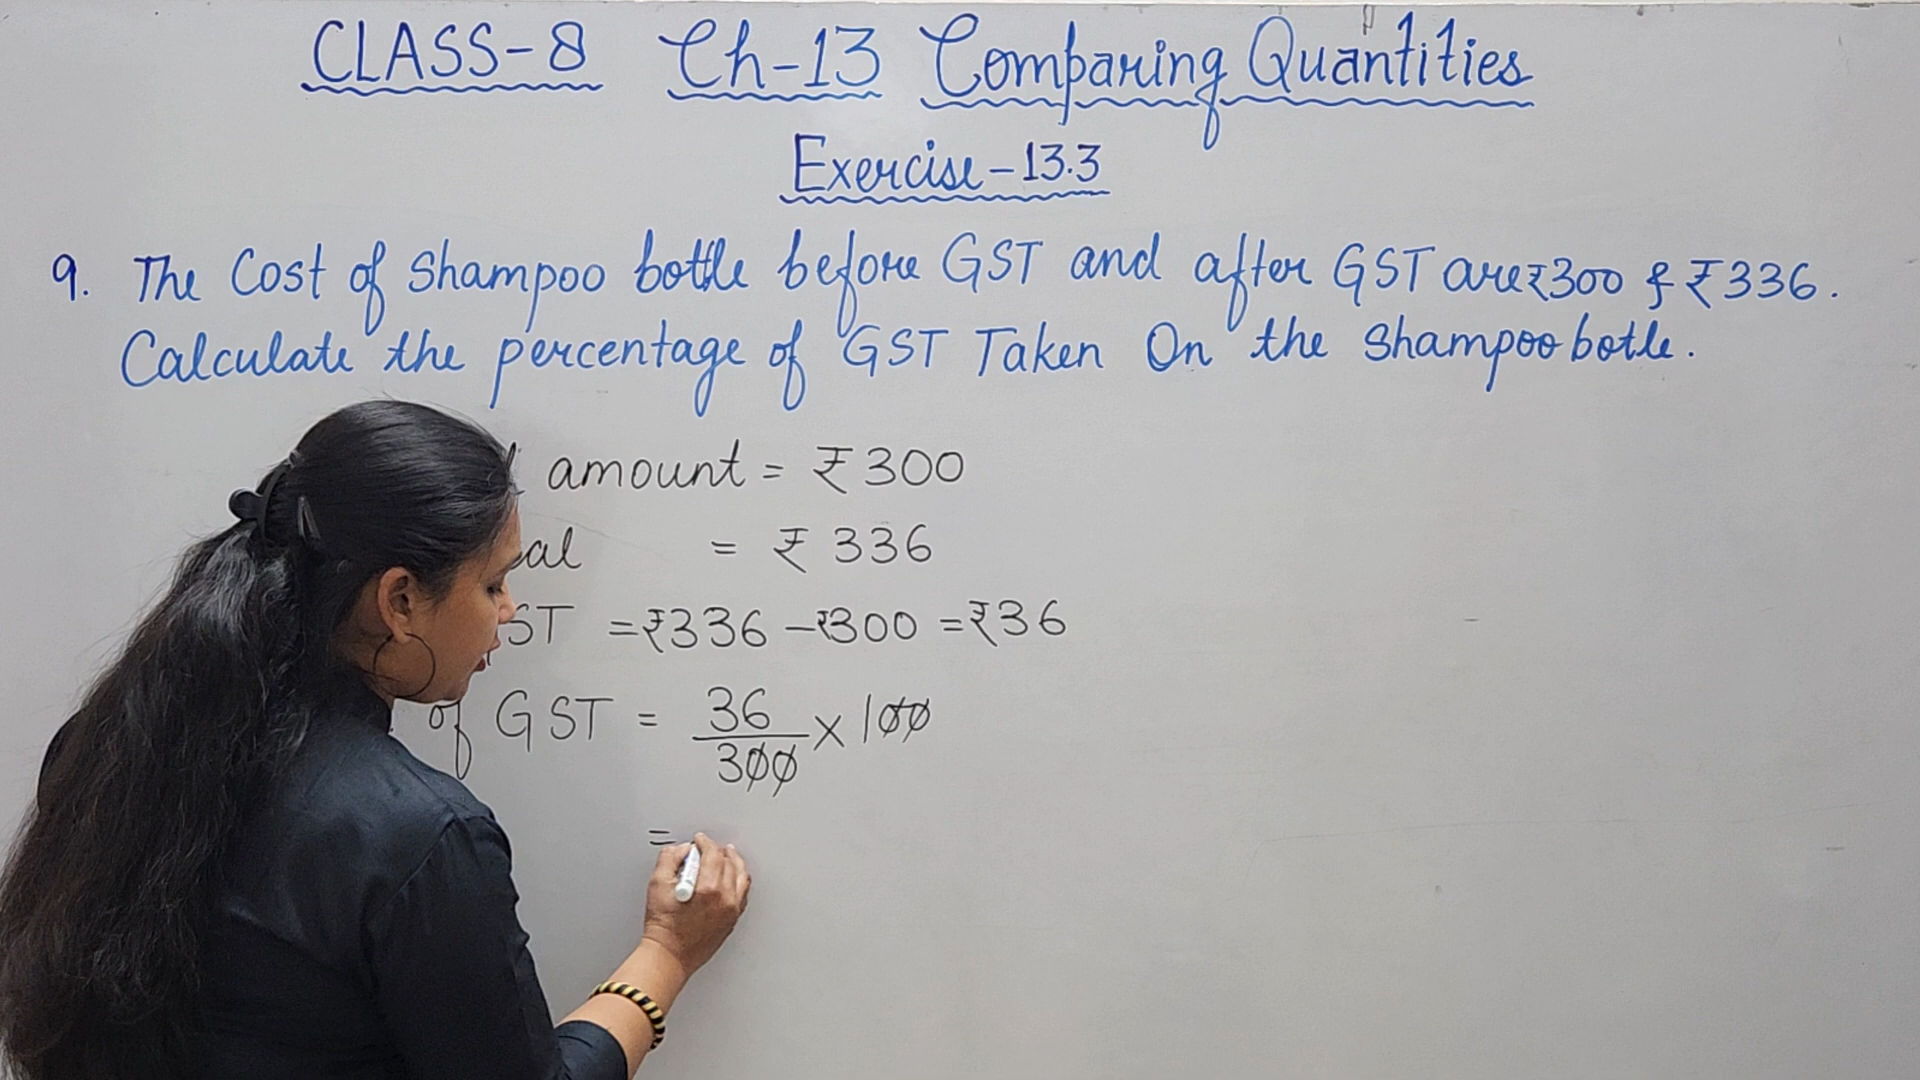 CLASS-8 Ch-13 Comparing Quantities
Exercise-13.3
9. The Cost of Shampoo bottle before GST and after GST are ₹300 & ₹336.
Calculate the percentage of GST Taken On the Shampoo botle.
amount = ₹300
= ₹ 336
= ₹336 - ₹300 = ₹36
of GST = 36/300 × 100
=